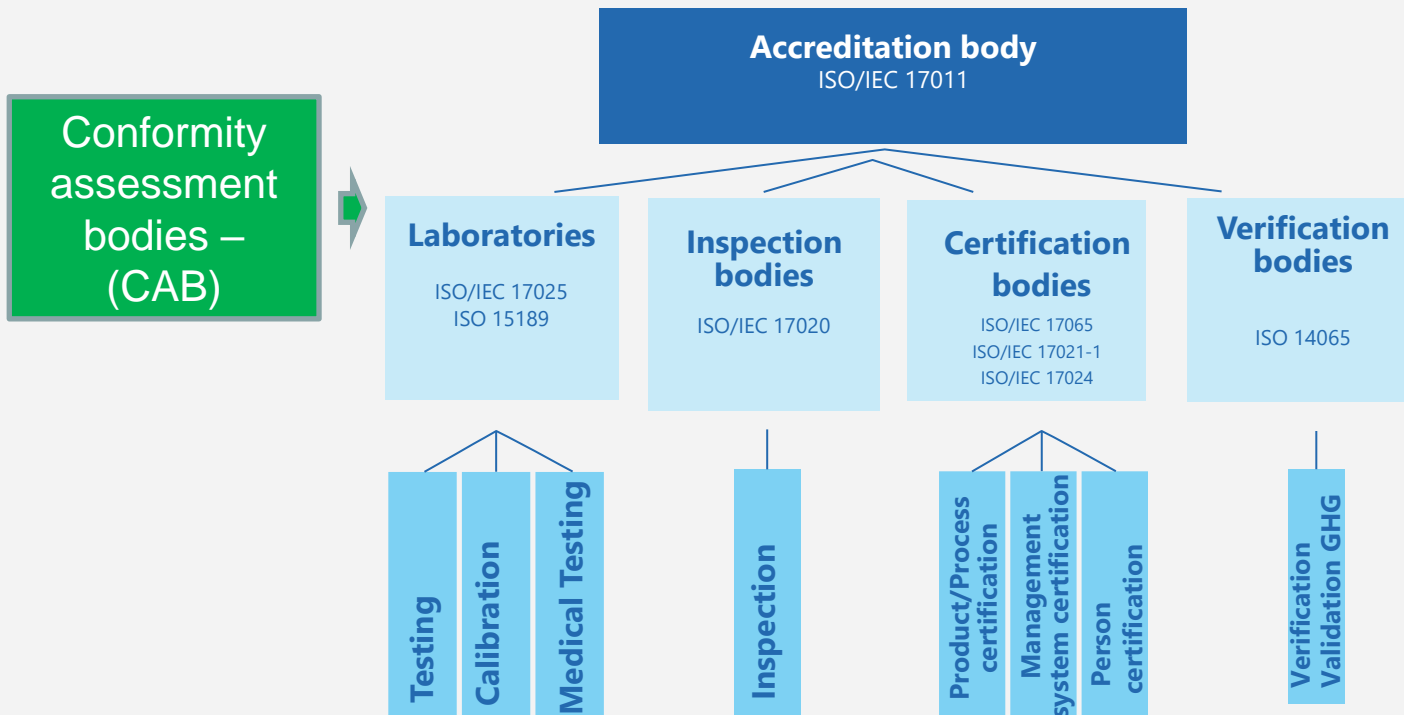 Accreditation body
ISO/IEC 17011
Conformity
assessment
bodies –
(CAB)
Laboratories
ISO/IEC 17025
ISO 15189
Inspection
bodies
ISO/IEC 17020
Certification
bodies
ISO/IEC 17065
ISO/IEC 17021-1
ISO/IEC 17024
Verification
bodies
ISO 14065
Testing
Calibration
Medical Testing
Inspection
Product/Process
certification
Management
system certification
Person
certification
Verification
Validation GHG